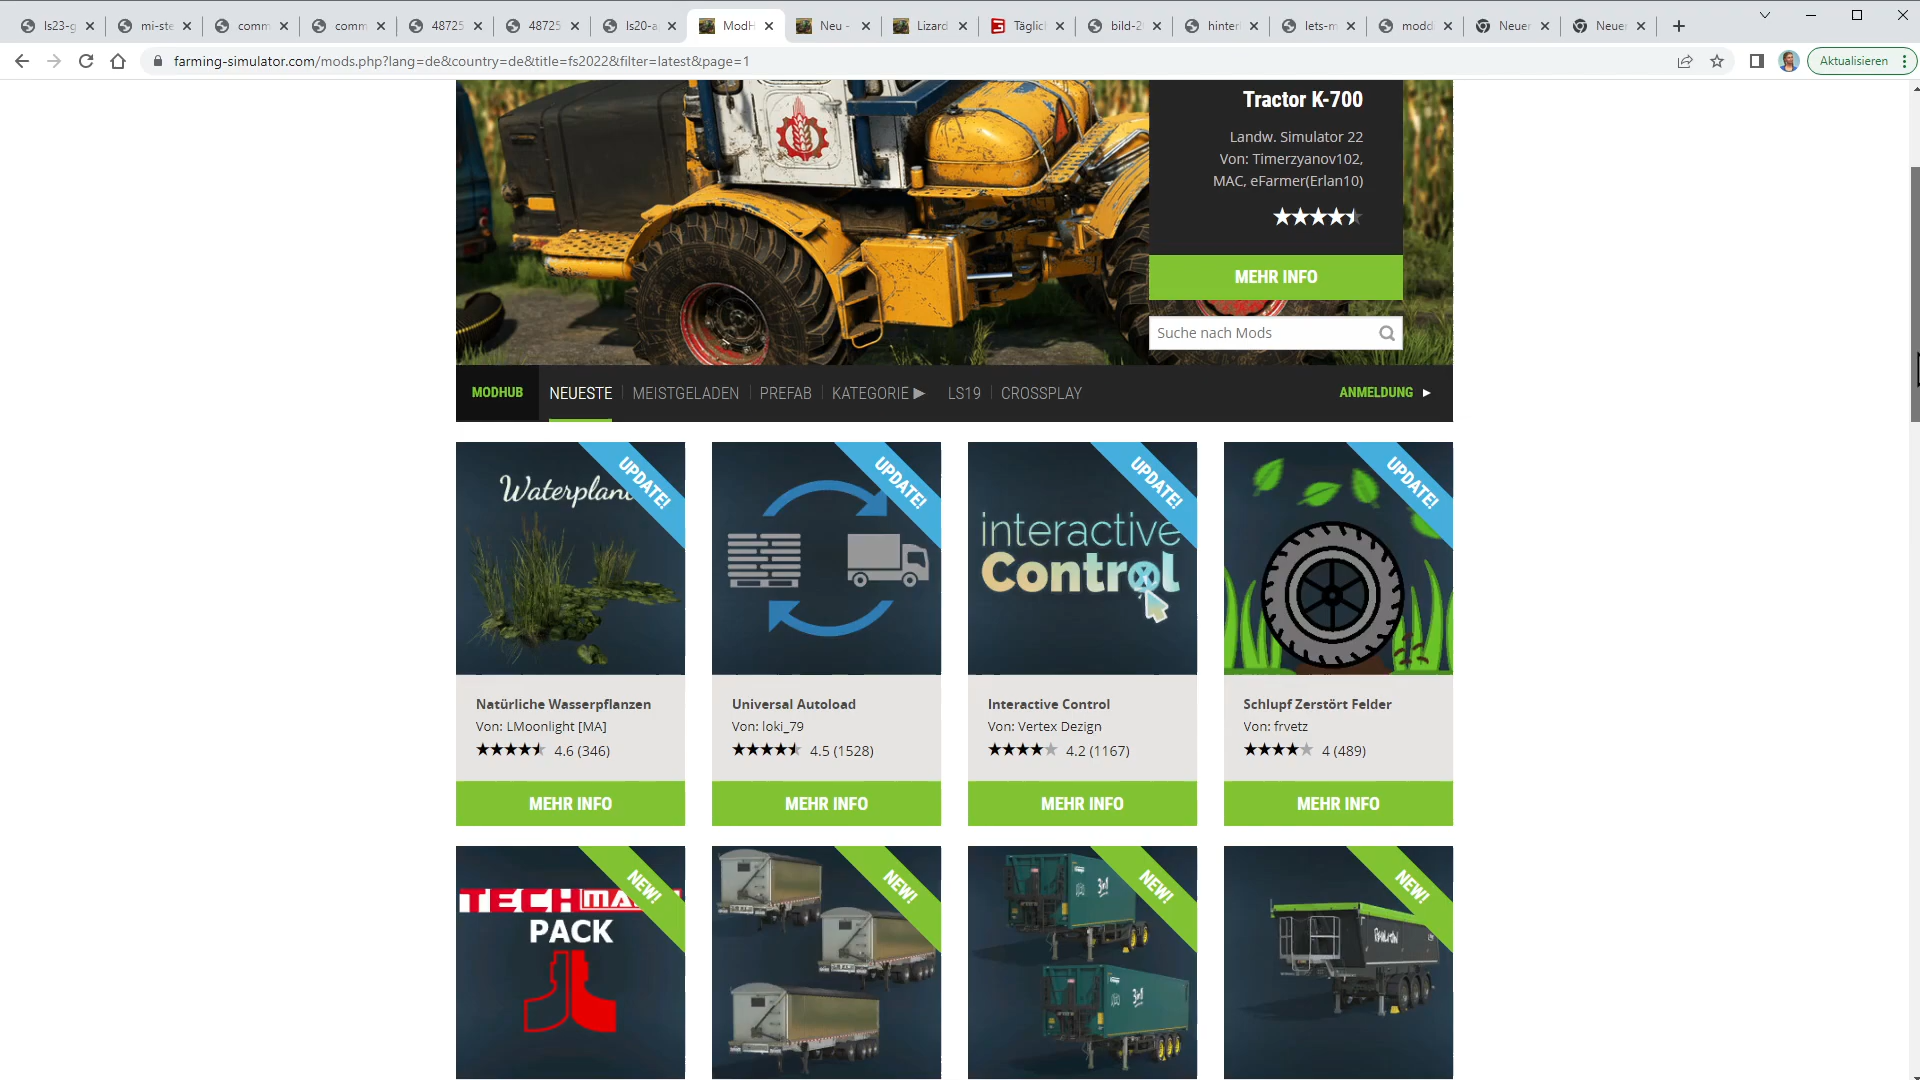 ls23-g
mi-ste
comm
comm
48725
48725
ls20-a
ModH
Neu -
Lizard
Täglich
bild-20
hinter
lets-m
modd
Neuer
Neuer
farming-simulator.com/mods.php?lang=de&country=de&title=fs2022&filter=latest&page=1
Aktualisieren
Tractor K-700
Landw. Simulator 22
Von: Timerzyanov102,
MAC, eFarmer(Erlan10)
MEHR INFO
Suche nach Mods
MODHUB
NEUESTE
MEISTGELADEN
PREFAB
KATEGORIE ▶
LS19
CROSSPLAY
ANMELDUNG ▶
Waterplan
UPDATE!
UPDATE!
interactive
Control
UPDATE!
UPDATE!
Natürliche Wasserpflanzen
Von: LMoonlight [MA]
4.6 (346)
MEHR INFO
Universal Autoload
Von: loki_79
4.5 (1528)
MEHR INFO
Interactive Control
Von: Vertex Dezign
4.2 (1167)
MEHR INFO
Schlupf Zerstört Felder
Von: frvetz
4 (489)
MEHR INFO
TECH MA
PACK
NEW!
NEW!
NEW!
NEW!